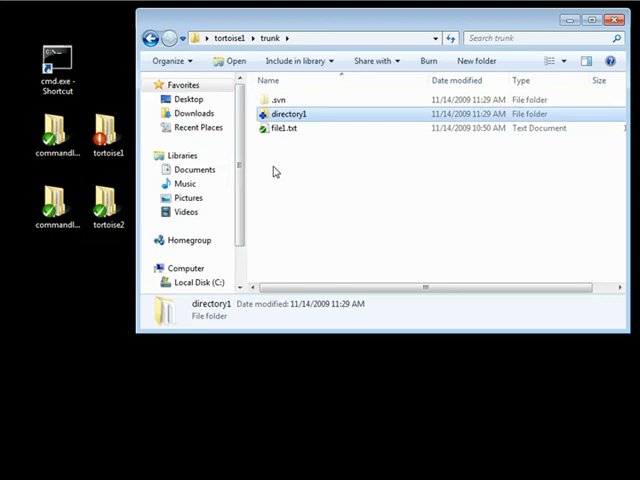 cmd.exe -
Shortcut
commandl...
tortoise1
commandl...
tortoise2
tortoise1
trunk
Search trunk
Organize
Open
Include in library
Share with
Burn
New folder
Favorites
Desktop
Downloads
Recent Places
Libraries
Documents
Music
Pictures
Videos
Homegroup
Computer
Local Disk (C:)
Name Date modified Type Size
.svn 11/14/2009 11:29 AM File folder
directory1 11/14/2009 11:29 AM File folder
file1.txt 11/14/2009 10:50 AM Text Document 1
directory1 Date modified: 11/14/2009 11:29 AM
File folder